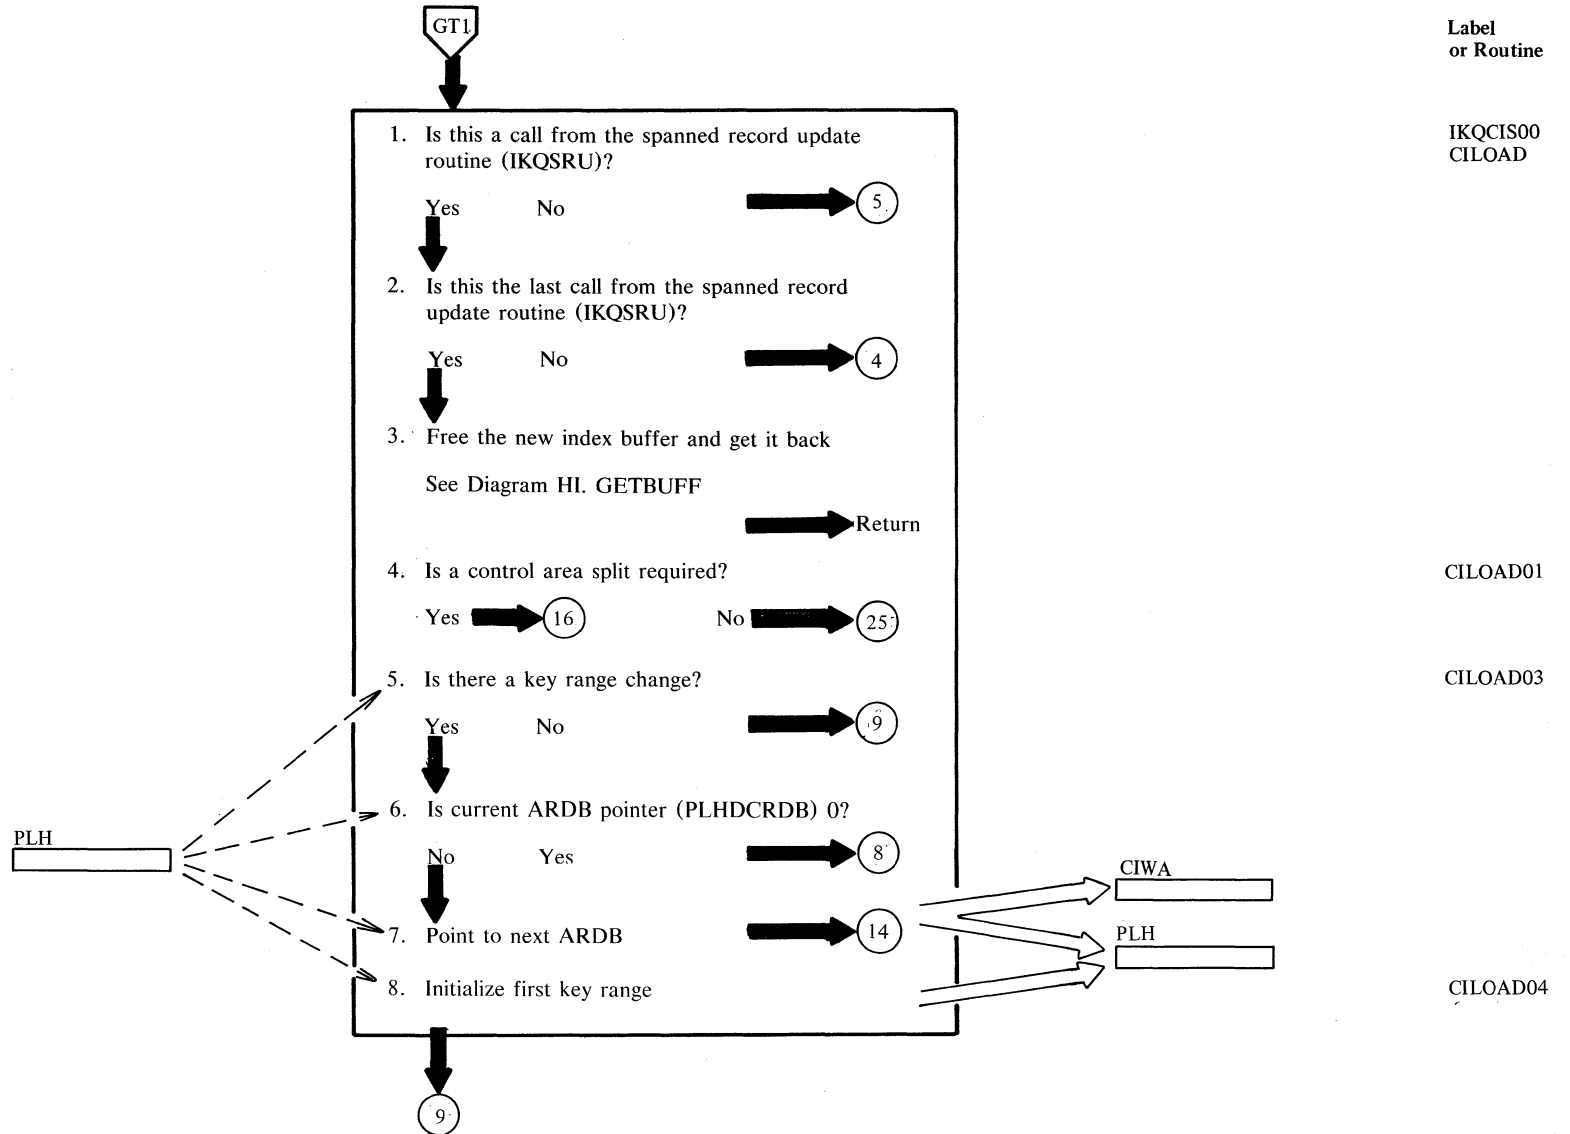 GT1
Label
or Routine
1. Is this a call from the spanned record update
routine (IKQSRU)?
IKQCIS00
CILOAD
Yes No 5
2. Is this the last call from the spanned record
update routine (IKQSRU)?
Yes No 4
3. Free the new index buffer and get it back
See Diagram HI. GETBUFF
Return
4. Is a control area split required?
CILOAD01
Yes 16 No 25
5. Is there a key range change?
CILOAD03
Yes No 9
6. Is current ARDB pointer (PLHDCRDB) 0?
PLH
No Yes 8
CIWA
7. Point to next ARDB 14
PLH
8. Initialize first key range
CILOAD04
9